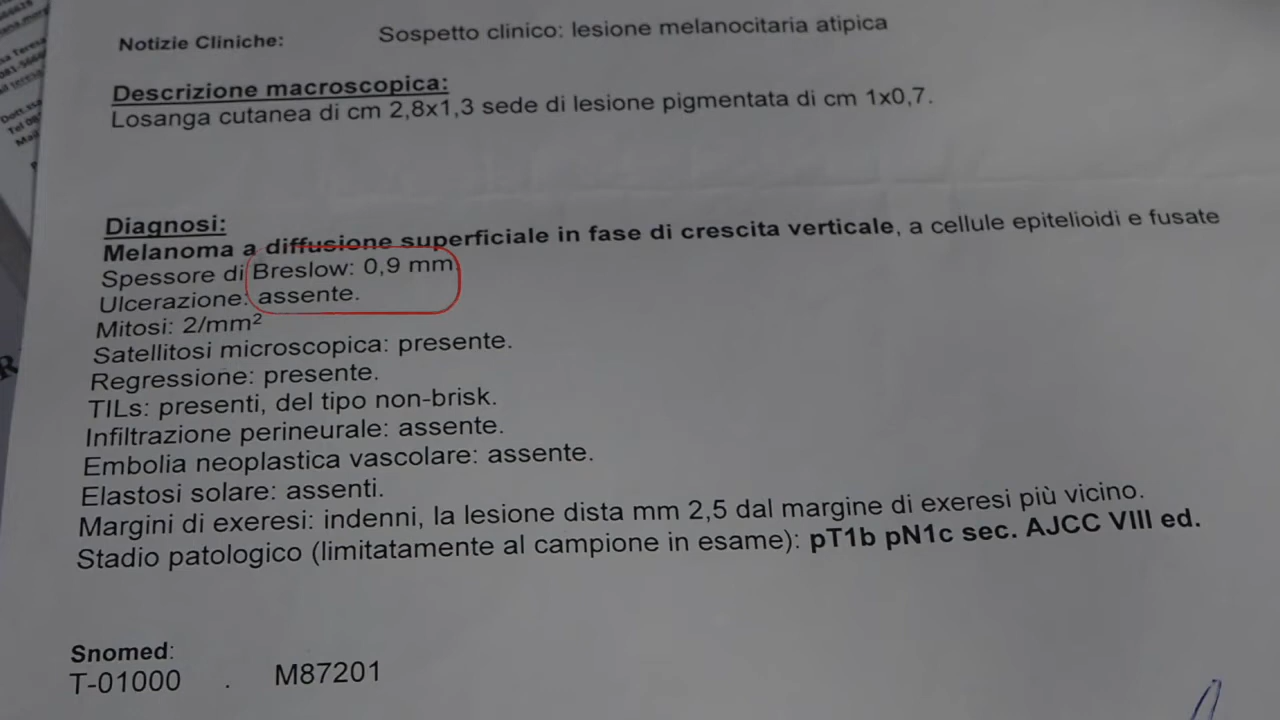 Notizie Cliniche: Sospetto clinico: lesione melanocitaria atipica
Descrizione macroscopica:
Losanga cutanea di cm 2,8x1,3 sede di lesione pigmentata di cm 1x0,7.
Diagnosi:
Melanoma a diffusione superficiale in fase di crescita verticale, a cellule epitelioidi e fusate
Spessore di Breslow: 0,9 mm
Ulcerazione: assente.
Mitosi: 2/mm²
Satellitosi microscopica: presente.
Regressione: presente.
TILs: presenti, del tipo non-brisk.
Infiltrazione perineurale: assente.
Embolia neoplastica vascolare: assente.
Elastosi solare: assenti.
Margini di exeresi: indenni, la lesione dista mm 2,5 dal margine di exeresi più vicino.
Stadio patologico (limitatamente al campione in esame): pT1b pN1c sec. AJCC VIII ed.
Snomed:
T-01000 . M87201